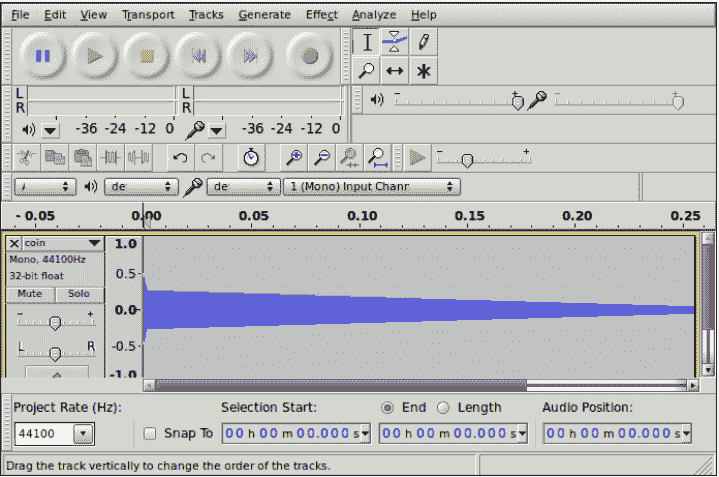 File Edit View Transport Tracks Generate Effect Analyze Help
L L
R R
- +
-36 -24 -12 0 -36 -24 -12 0
- +
de de 1 (Mono) Input Chanr
- 0.05 0.00 0.05 0.10 0.15 0.20 0.25
X coin
Mono, 44100Hz
32-bit float
Mute Solo
- +
L R
1.0
0.5-
0.0-
-0.5-
-1.0
Project Rate (Hz): Selection Start: End Length Audio Position:
44100 Snap To 00 h 00 m 00.000 s 00 h 00 m 00.000 s 00 h 00 m 00.000 s
Drag the track vertically to change the order of the tracks.